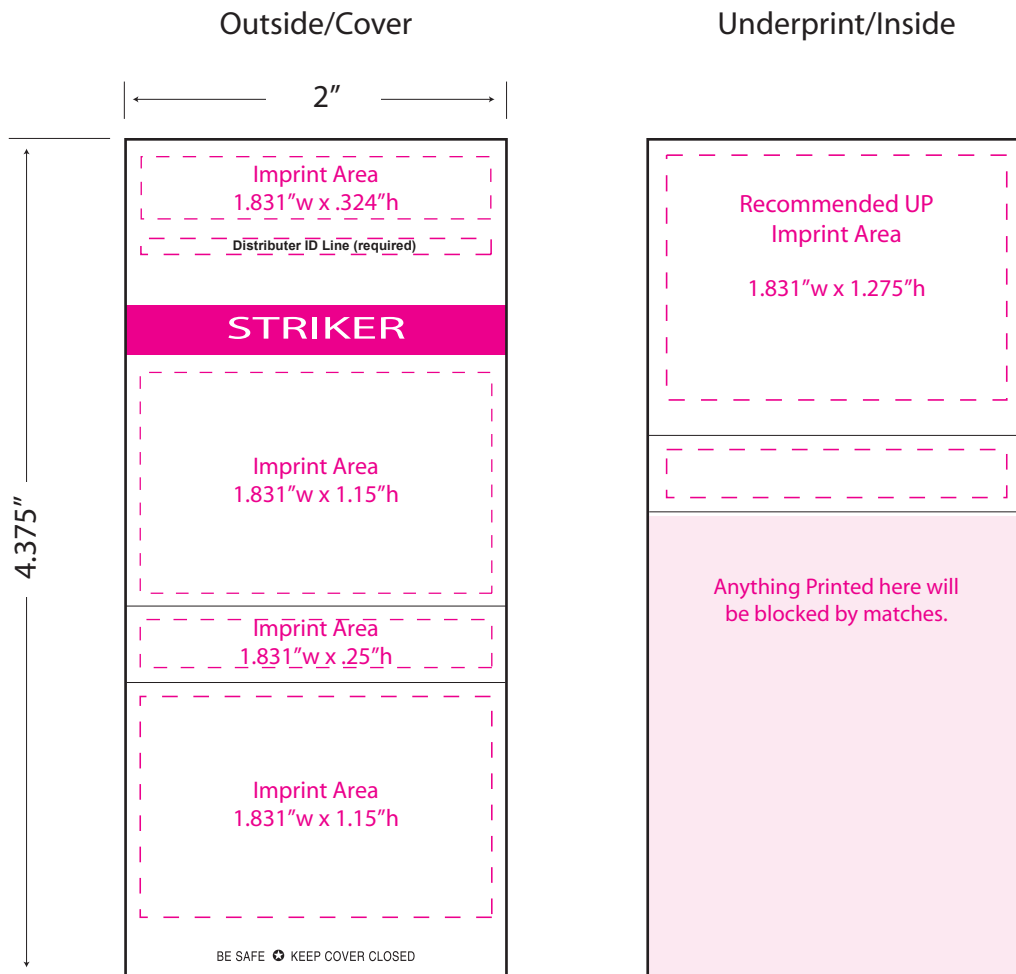 Outside/Cover
2”
4.375”
Imprint Area
1.831”w x .324”h
Distributer ID Line (required)
STRIKER
Imprint Area
1.831”w x 1.15”h
Imprint Area
1.831”w x .25”h
Imprint Area
1.831”w x 1.15”h
BE SAFE ✪ KEEP COVER CLOSED
Underprint/Inside
Recommended UP
Imprint Area
1.831”w x 1.275”h
Anything Printed here will
be blocked by matches.